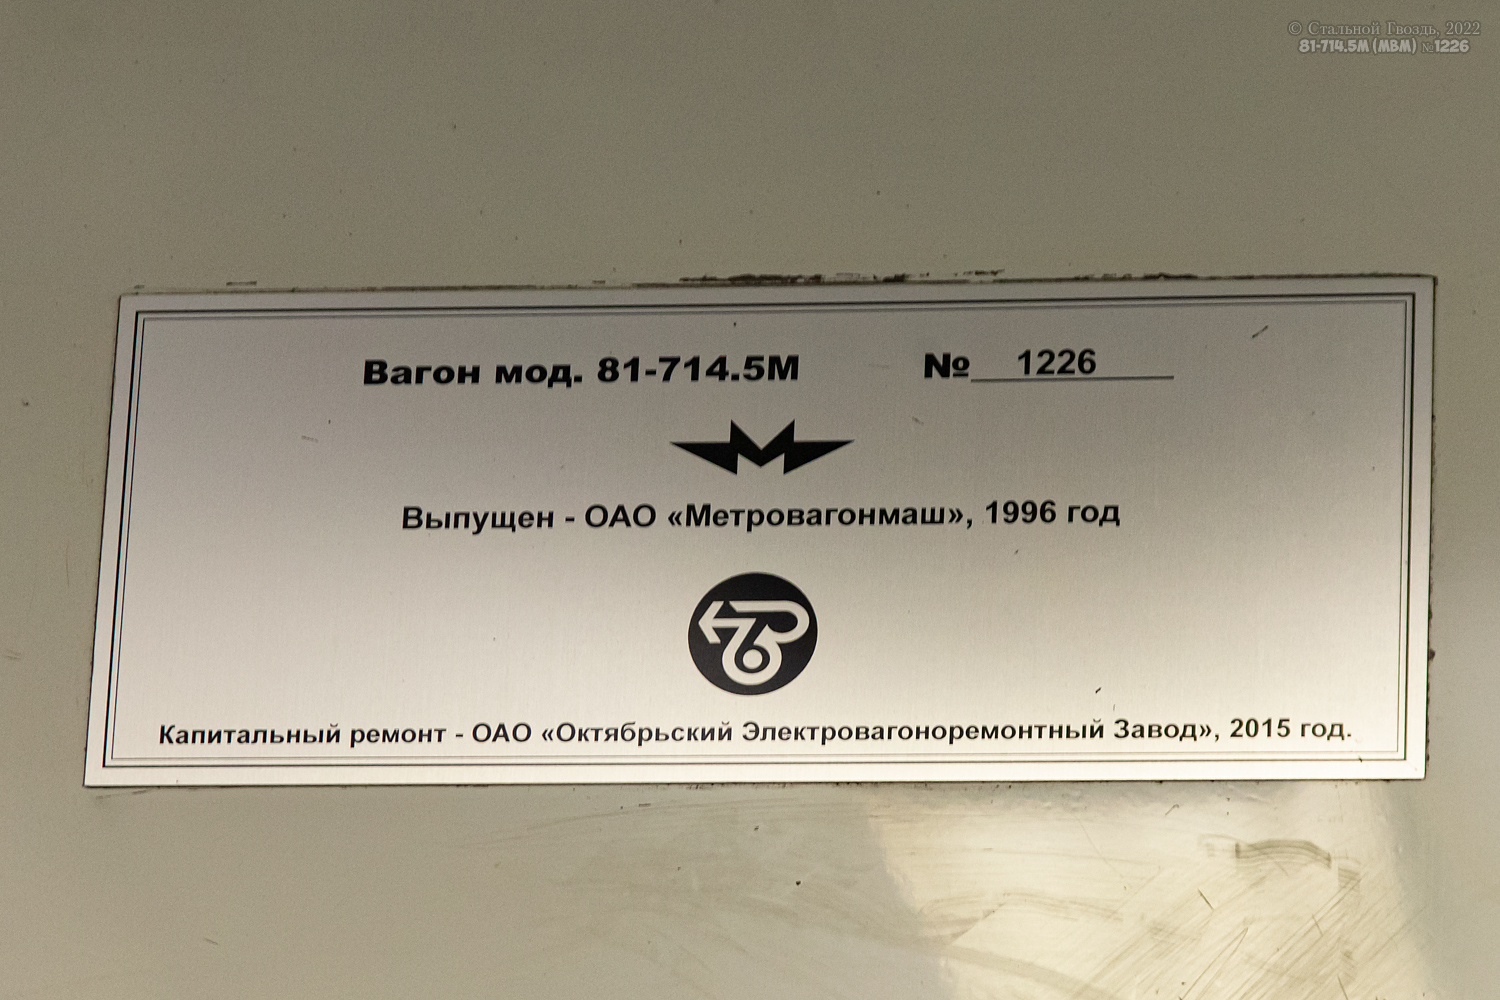 © Стальной Гвоздь, 2022
81-714.5М (МВМ) №1226
Вагон мод. 81-714.5М № 1226
Выпущен - ОАО «Метровагонмаш», 1996 год
Капитальный ремонт - ОАО «Октябрьский Электровагоноремонтный Завод», 2015 год.